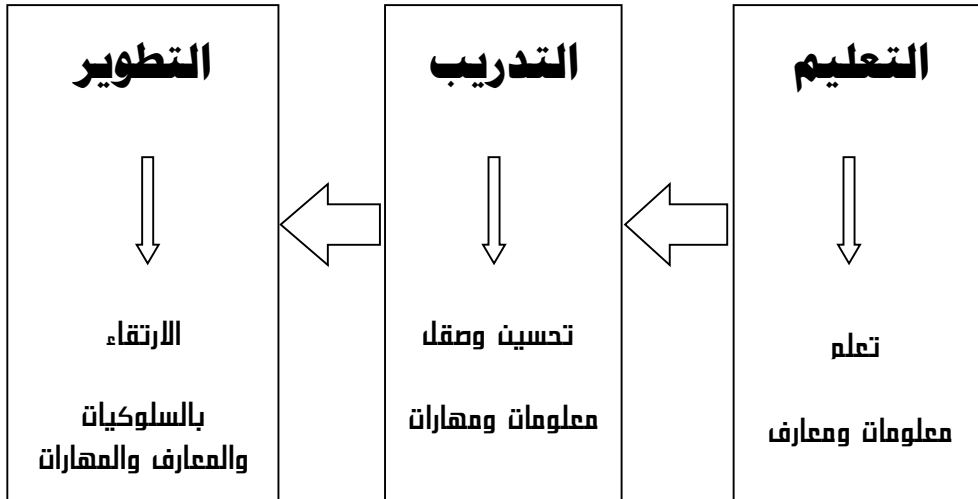 التعليم
تعلم
معلومات ومعارف
التدريب
تحسين وصقل
معلومات ومهارات
التطوير
الارتقاء
بالسلوكيات
والمعارف والمهارات